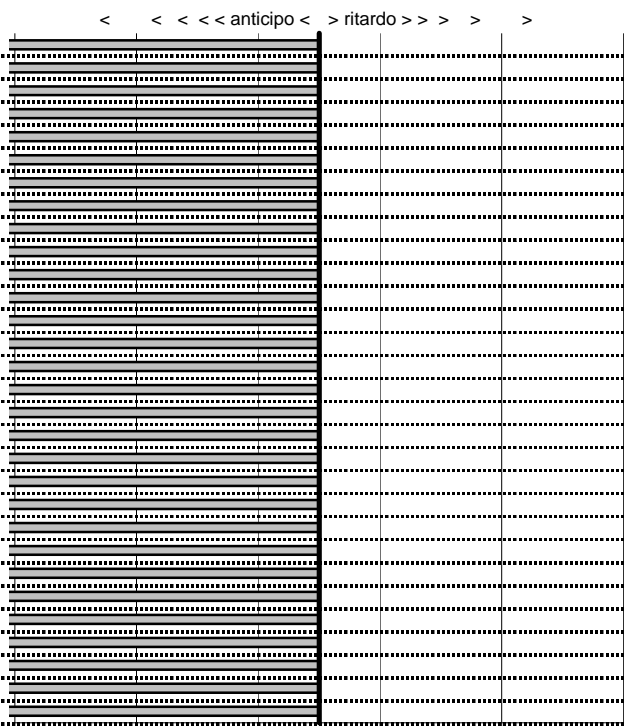 < < < < < anticipo < > ritardo > > > > >